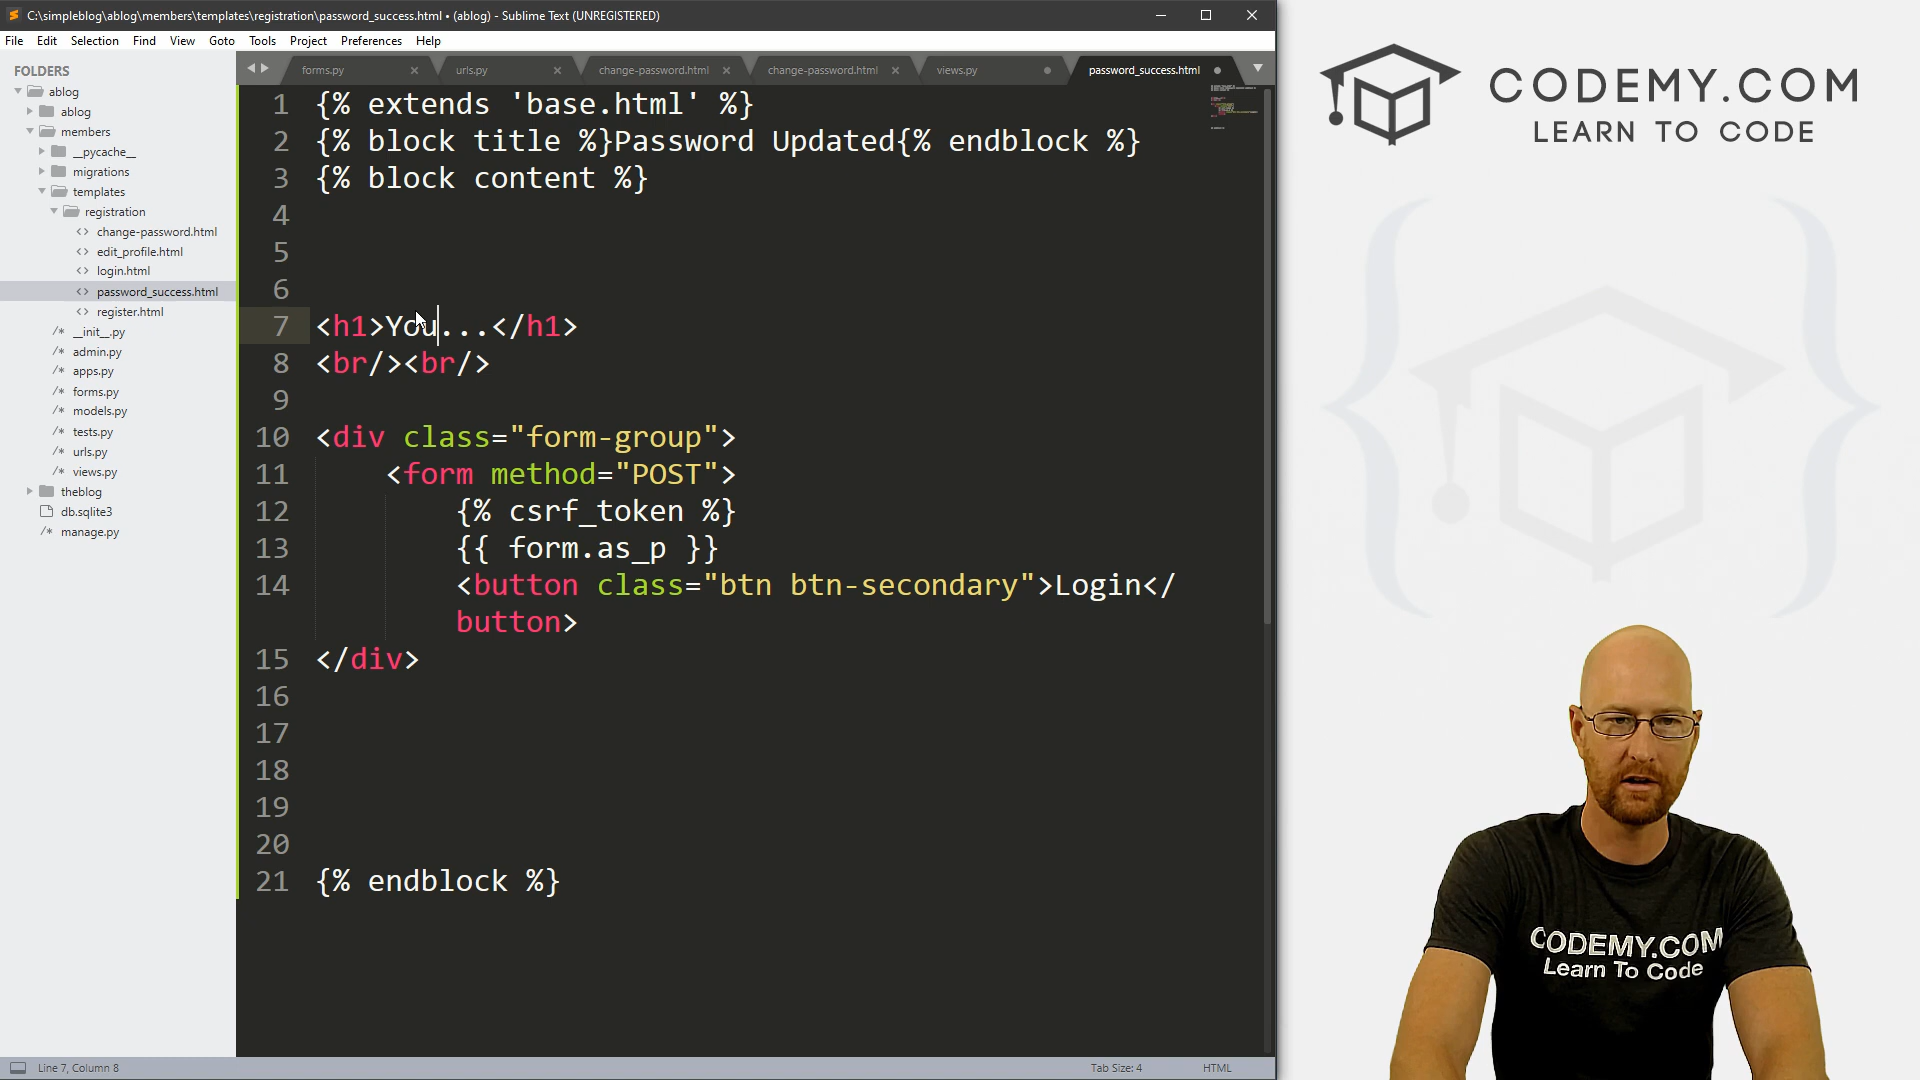 C:\simpleblog\ablog\members\templates\registration\password_success.html • (ablog) - Sublime Text (UNREGISTERED)
File Edit Selection Find View Goto Tools Project Preferences Help
FOLDERS
ablog
ablog
members
__pycache__
migrations
templates
registration
change-password.html
edit_profile.html
login.html
password_success.html
register.html
__init__.py
admin.py
apps.py
forms.py
models.py
tests.py
urls.py
views.py
theblog
db.sqlite3
manage.py
forms.py urls.py change-password.html change-password.html views.py password_success.html
1 {% extends 'base.html' %}
2 {% block title %}Password Updated{% endblock %}
3 {% block content %}
4
5
6
7 <h1>You...</h1>
8 <br/><br/>
9
10 <div class="form-group">
11 <form method="POST">
12 {% csrf_token %}
13 {{ form.as_p }}
14 <button class="btn btn-secondary">Login</
button>
15 </div>
16
17
18
19
20
21 {% endblock %}
Line 7, Column 8
Tab Size: 4
HTML
CODEMY.COM
LEARN TO CODE
CODEMY.COM
Learn To Code